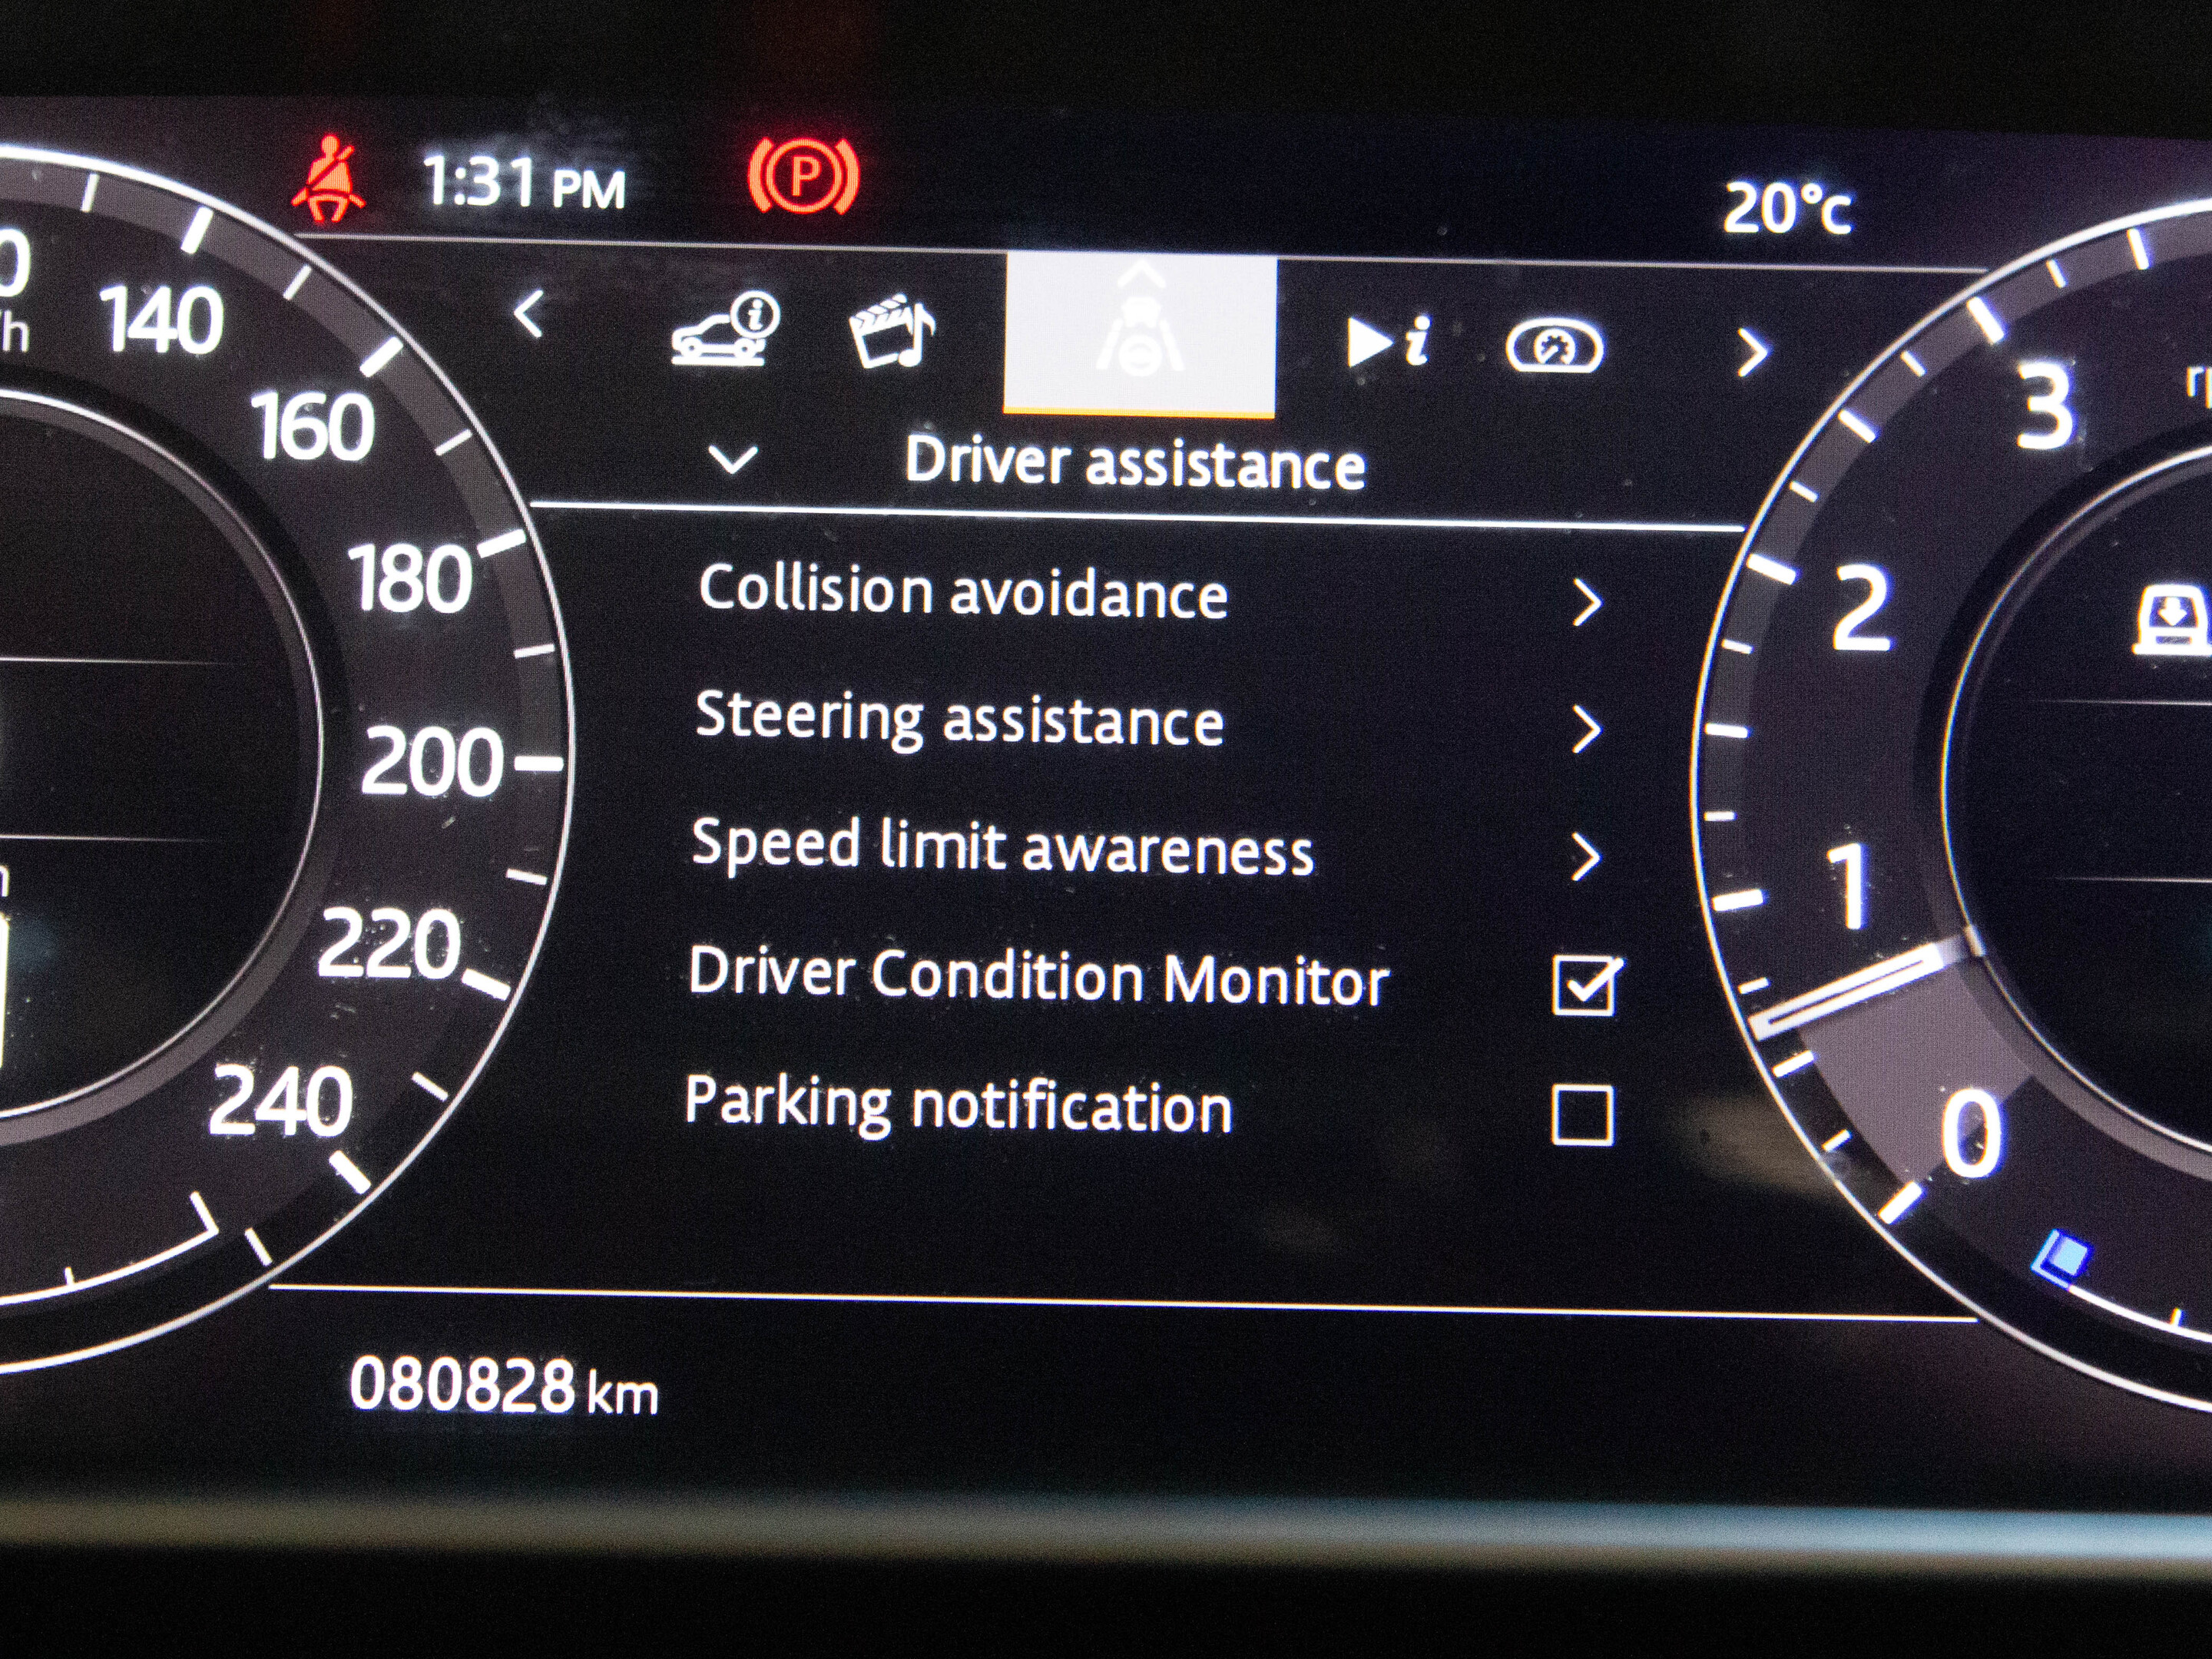 1:31 PM
P
20°C
i
i
Driver assistance
Collision avoidance
Steering assistance
Speed limit awareness
Driver Condition Monitor
Parking notification
140
160
180
200
220
240
3
2
1
0
080828 km